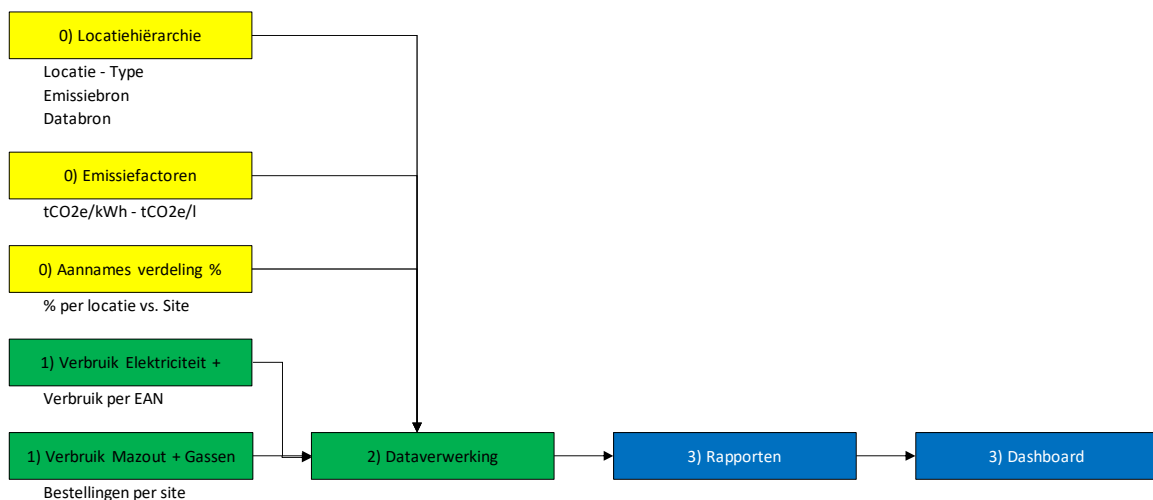 0) Locatiehiërarchie
Locatie - Type
Emissiebron
Databron
0) Emissiefactoren
tCO2e/kWh - tCO2e/l
0) Aannames verdeling %
% per locatie vs. Site
1) Verbruik Elektriciteit +
Verbruik per EAN
1) Verbruik Mazout + Gassen
Bestellingen per site
2) Dataverwerking
3) Rapporten
3) Dashboard